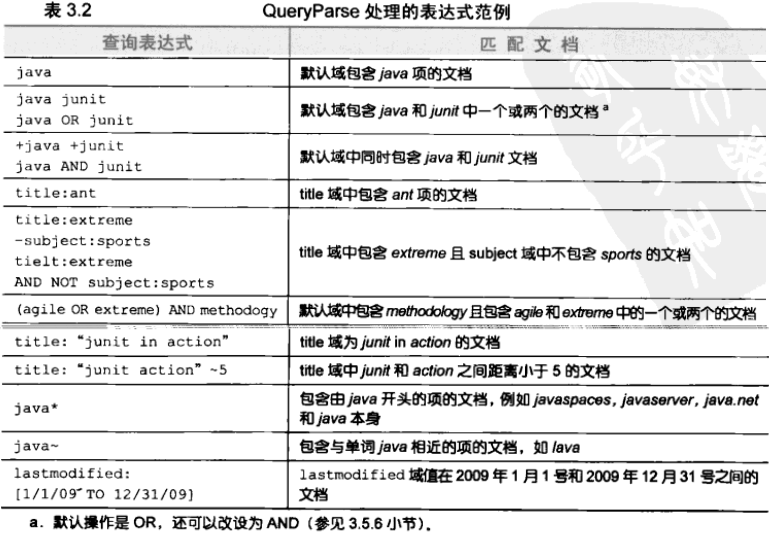 表 3.2 QueryParse 处理的表达式范例
查询表达式 匹 配 文 档
java 默认域包含 java 项的文档
java junit
java OR junit
默认域包含 java 和 junit 中一个或两个的文档 a
+java +junit
java AND junit
默认域中同时包含 java 和 junit 文档
title:ant title 域中包含 ant 项的文档
title:extreme
-subject:sports
tielt:extreme
AND NOT subject:sports
title 域中包含 extreme 且 subject 域中不包含 sports 的文档
(agile OR extreme) AND methodogy 默认域中包含 methodology 且包含 agile 和 extreme 中的一个或两个的文档
title: “junit in action” title 域为 junit in action 的文档
title: “junit action” ~5 title 域中 junit 和 action 之间距离小于 5 的文档
java* 包含由 java 开头的项的文档，例如 javaspaces，javaserver，java.net
和 java 本身
java~ 包含与单词 java 相近的项的文档，如 lava
lastmodified:
[1/1/09 TO 12/31/09]
lastmodified 域值在 2009 年 1 月 1 号和 2009 年 12 月 31 号之间的
文档
a．默认操作是 OR，还可以改设为 AND（参见 3.5.6 小节）。